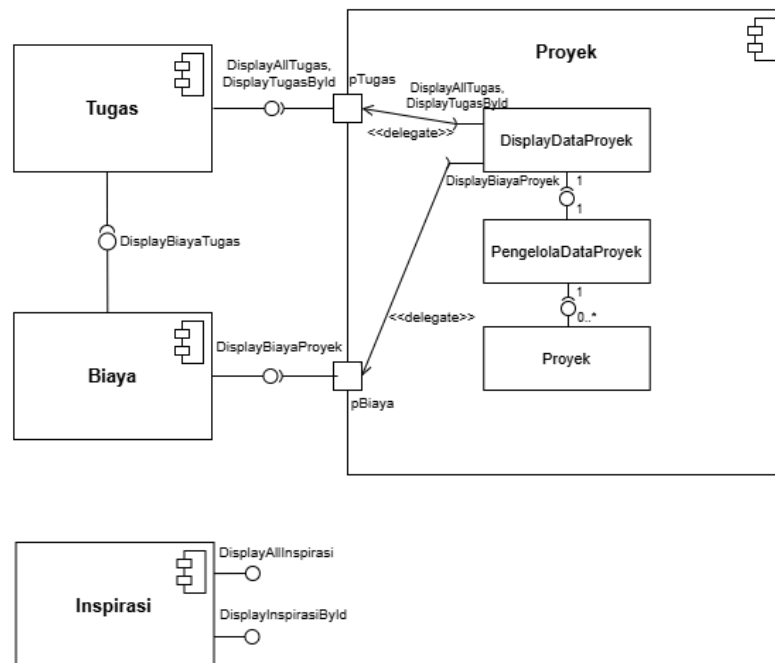 Proyek
Tugas
DisplayAllTugas,
DisplayTugasById
pTugas
DisplayAllTugas,
DisplayTugasById
<<delegate>>
DisplayDataProyek
DisplayBiayaProyek
1
1
PengelolaDataProyek
1
0..*
Proyek
DisplayBiayaTugas
<<delegate>>
Biaya
DisplayBiayaProyek
pBiaya
Inspirasi
DisplayAllInspirasi
DisplayInspirasiById